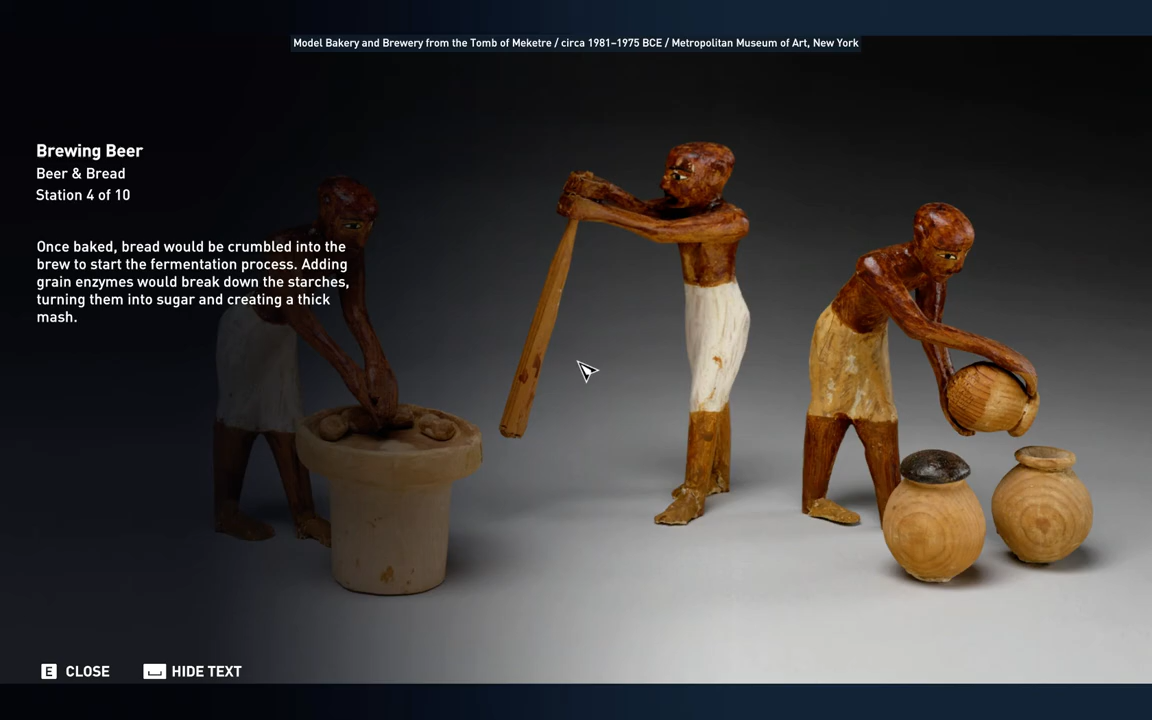 Model Bakery and Brewery from the Tomb of Meketre / circa 1981–1975 BCE / Metropolitan Museum of Art, New York
Brewing Beer
Beer & Bread
Station 4 of 10
Once baked, bread would be crumbled into the
brew to start the fermentation process. Adding
grain enzymes would break down the starches,
turning them into sugar and creating a thick
mash.
E CLOSE
HIDE TEXT